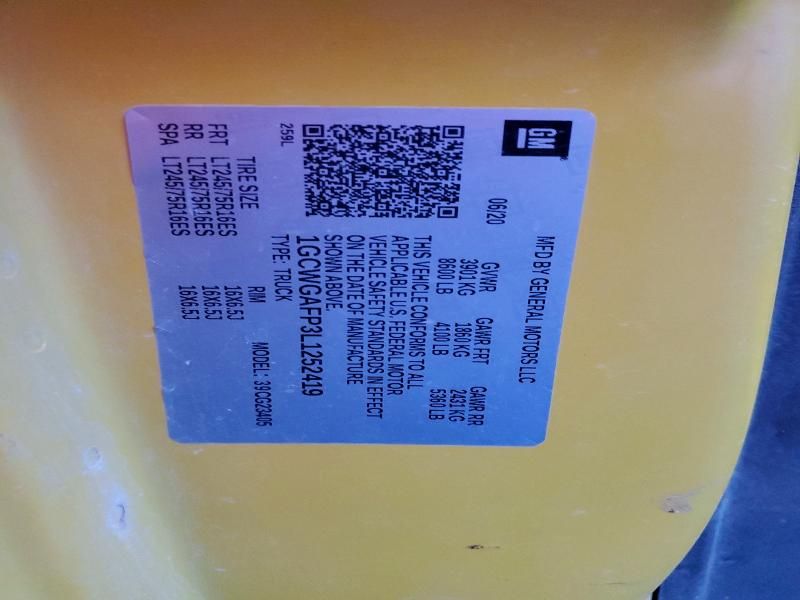 GM
MFD BY GENERAL MOTORS LLC
06/20 GVWR GAWR FRT GAWR RR
3901 KG 1860 KG 2431 KG
8600 LB 4100 LB 5360 LB
THIS VEHICLE CONFORMS TO ALL
APPLICABLE U.S. FEDERAL MOTOR
VEHICLE SAFETY STANDARDS IN EFFECT
ON THE DATE OF MANUFACTURE
SHOWN ABOVE.
1GCWGAFP3L1252419
259L TYPE: TRUCK MODEL: 39CG23405
TIRE SIZE RIM
FRT LT245/75R16ES 16X6.5J
RR LT245/75R16ES 16X6.5J
SPA LT245/75R16ES 16X6.5J